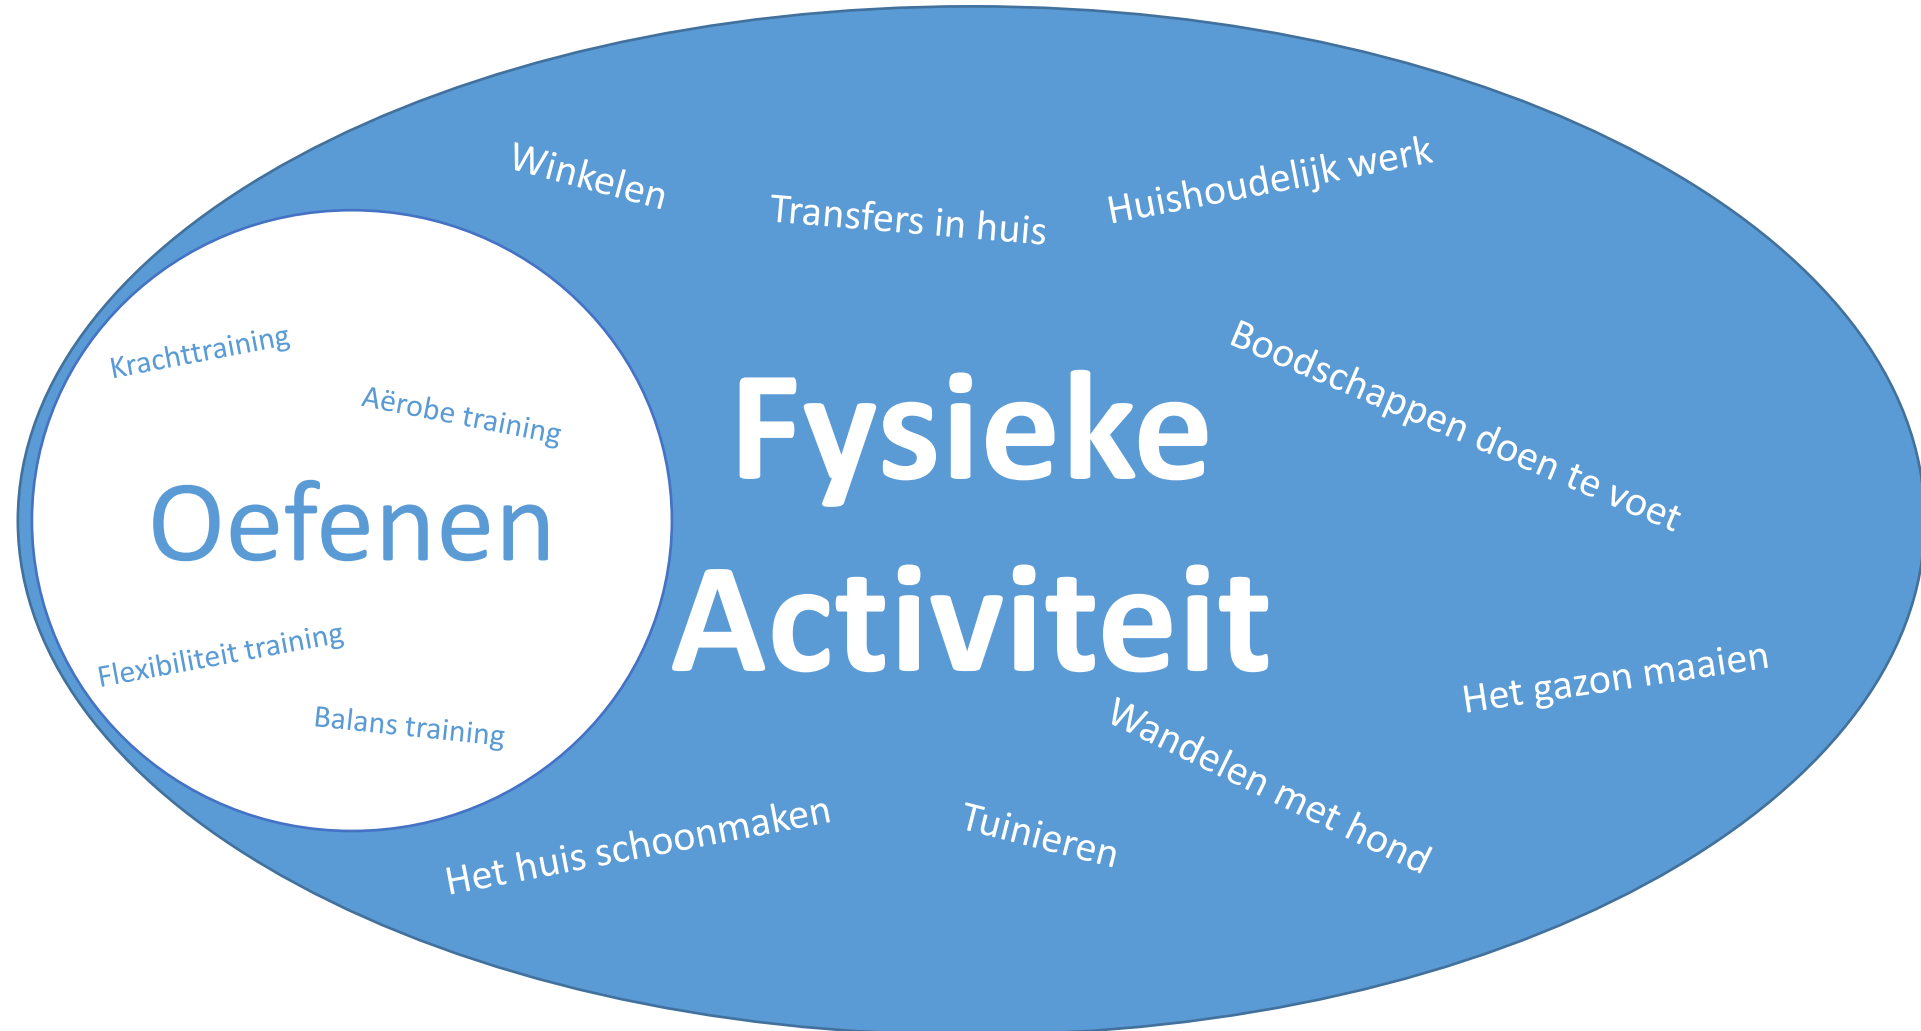 Winkelen
Transfers in huis
Huishoudelijk werk
Krachttraining
Aërobe training
Oefenen
Flexibiliteit training
Balans training
Fysieke
Activiteit
Boodschappen doen te voet
Het gazon maaien
Wandelen met hond
Tuinieren
Het huis schoonmaken